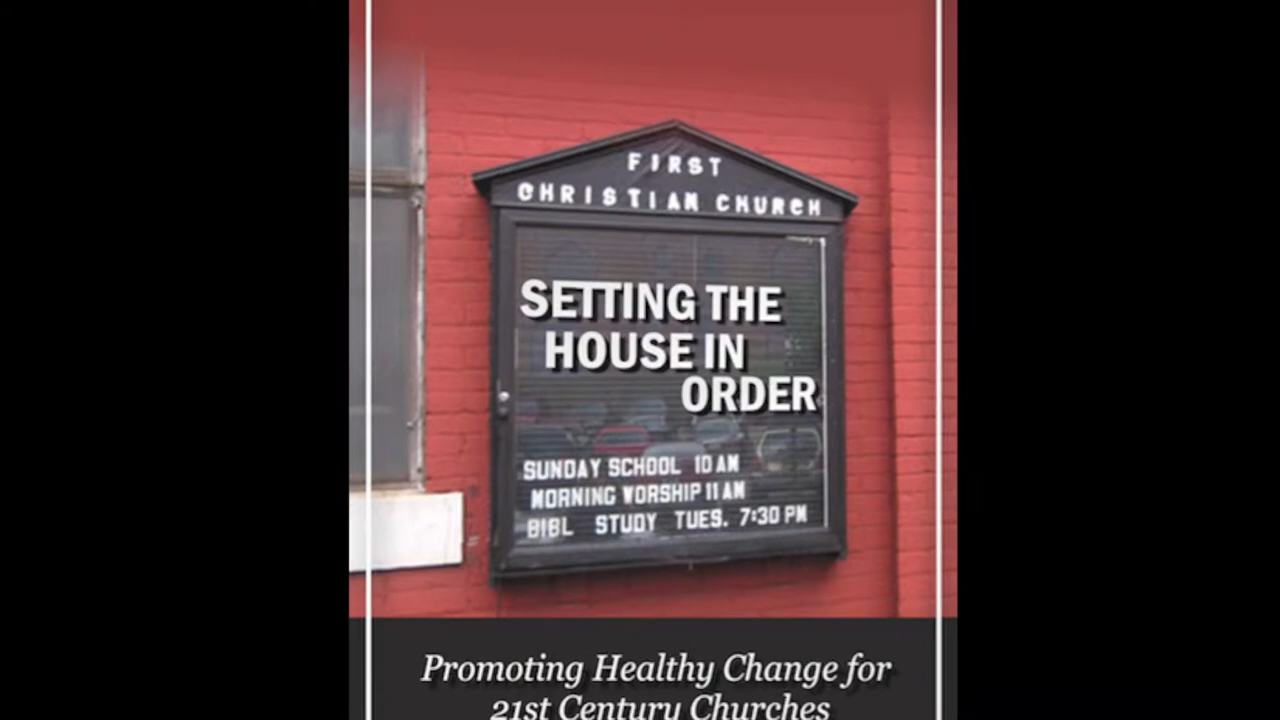 FIRST
CHRISTIAN CHURCH
SETTING THE
HOUSE IN
ORDER
SUNDAY SCHOOL 10 AM
MORNING WORSHIP 11 AM
BIBL STUDY TUES. 7:30 PM
Promoting Healthy Change for
21st Century Churches